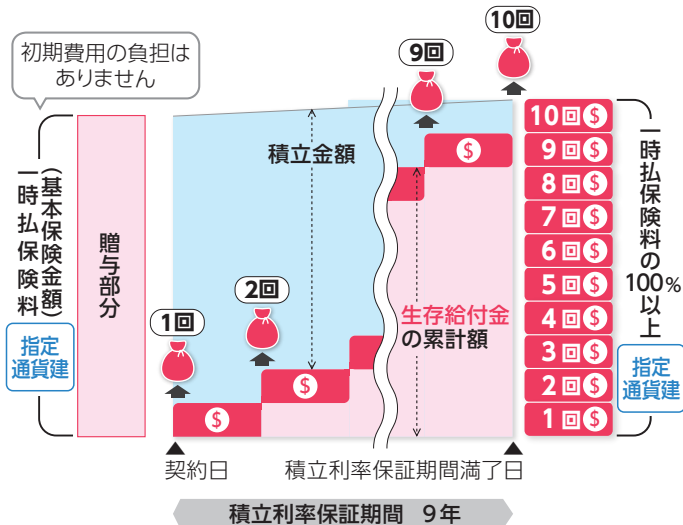 初期費用の負担は
ありません
10回
9回
積立金額
2回
1回
生存給付金
の累計額
一時払保険料
(基本保険金額)
指定
通貨建
贈与部分
$
$
$
10回$
9回$
8回$
7回$
6回$
5回$
4回$
3回$
2回$
1回$
一時払保険料の
100%
以上
指定
通貨建
契約日
積立利率保証期間満了日
積立利率保証期間 9年